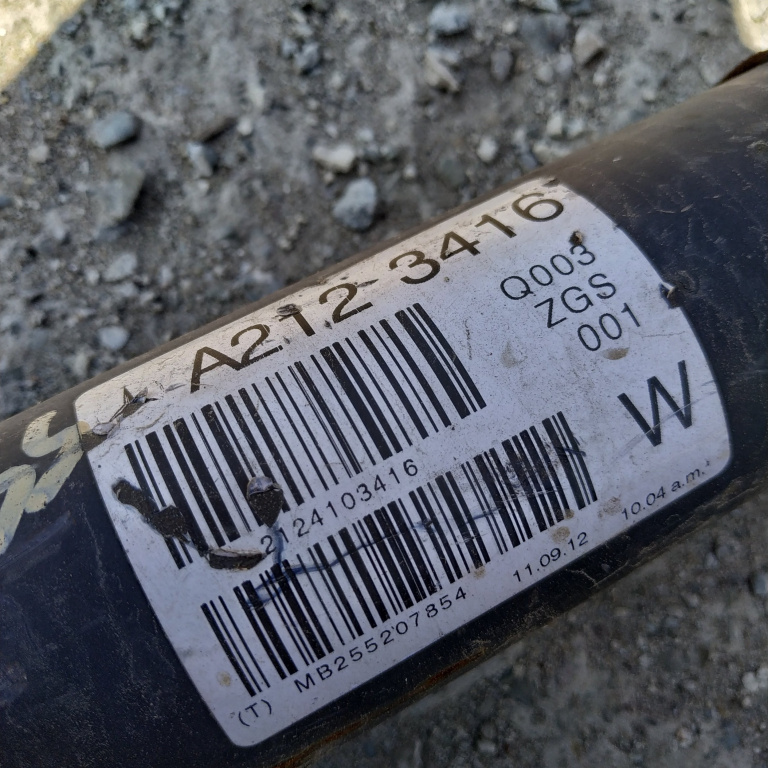 A212 3416
Q003
ZGS
001
2124103416
W
(T) MB255207854 11.09.12 10.04 a.m.